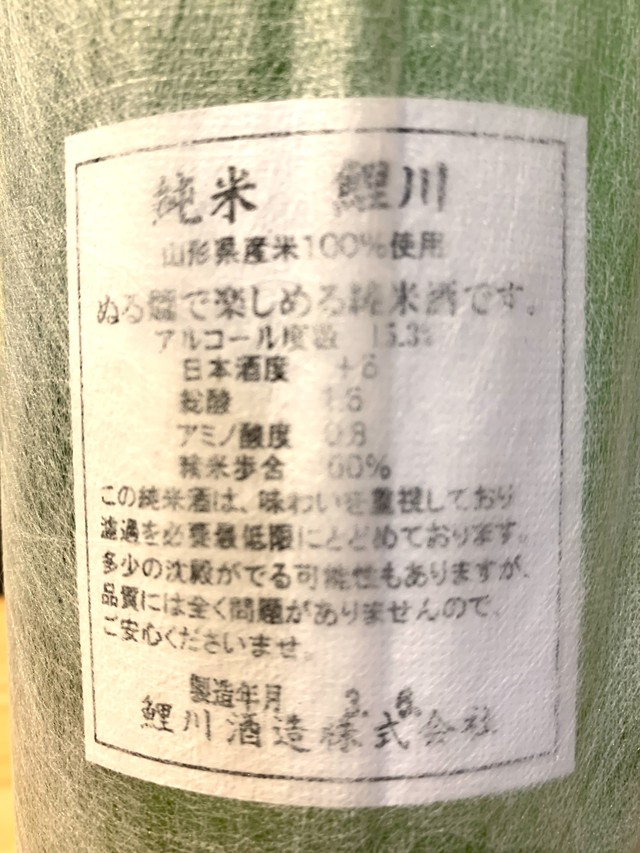 純米 鯉川
山形県産米100%使用
ぬる燗で楽しめる純米酒です。
アルコール度数 15.3%
日本酒度
総酸 1.6
アミノ酸度 0.8
精米歩合 60%
この純米酒は、味わいを重視しており
濾過を必要最低限にとどめております。
多少の沈殿がでる可能性もありますが、
品質には全く問題がありませんので、
ご安心くださいませ。
製造年月 3.
鯉川酒造株式会社